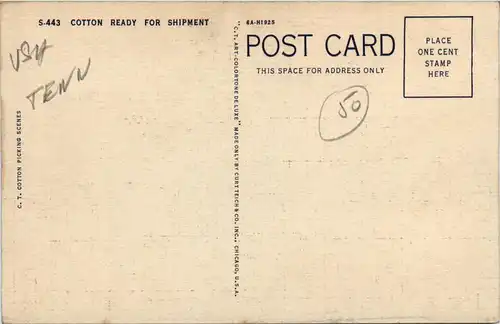 S-443 COTTON READY FOR SHIPMENT
USA
TENN
C. T. COTTON PICKING SCENES
"C. T. ART-COLORTONE DE LUXE" MADE ONLY BY CURT TEICH & CO., INC., CHICAGO, U.S.A.
6A-H1925
POST CARD
THIS SPACE FOR ADDRESS ONLY
50
PLACE
ONE CENT
STAMP
HERE